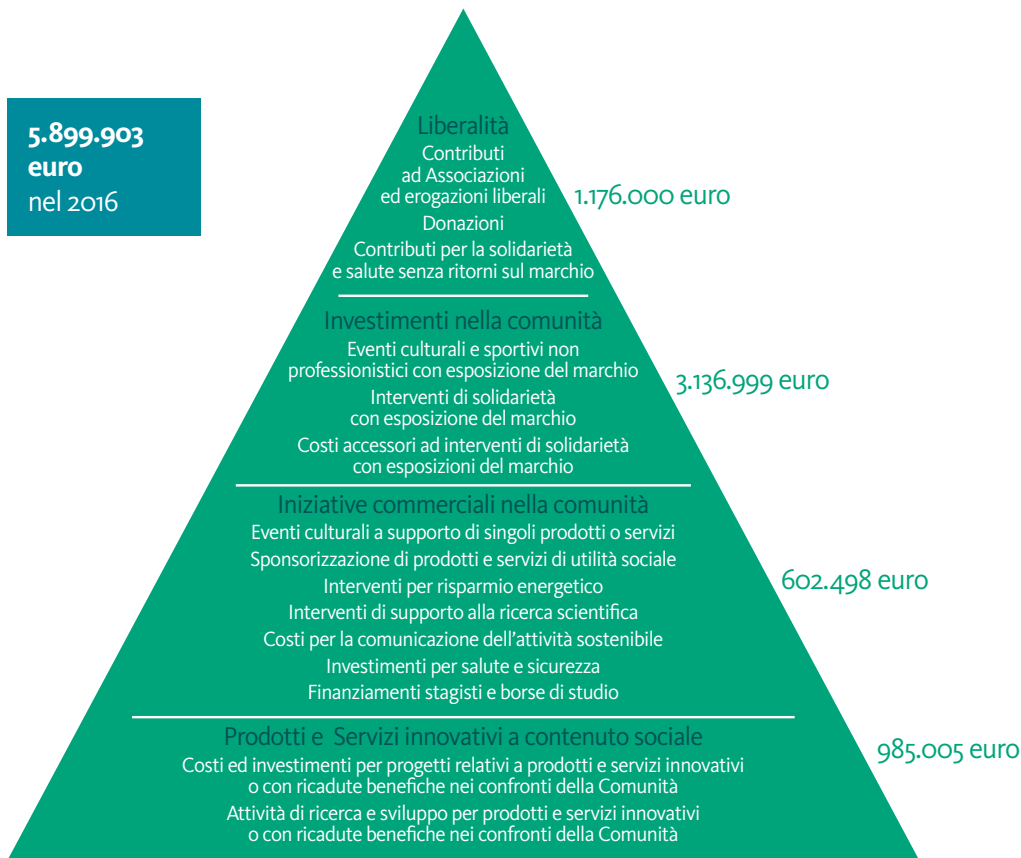 5.899.903
euro
nel 2016
Liberalità
Contributi
ad Associazioni
ed erogazioni liberali
Donazioni
Contributi per la solidarietà
e salute senza ritorni sul marchio
1.176.000 euro
Investimenti nella comunità
Eventi culturali e sportivi non
professionistici con esposizione del marchio
Interventi di solidarietà
con esposizione del marchio
Costi accessori ad interventi di solidarietà
con esposizioni del marchio
3.136.999 euro
Iniziative commerciali nella comunità
Eventi culturali a supporto di singoli prodotti o servizi
Sponsorizzazione di prodotti e servizi di utilità sociale
Interventi per risparmio energetico
Interventi di supporto alla ricerca scientifica
Costi per la comunicazione dell'attività sostenibile
Investimenti per salute e sicurezza
Finanziamenti stagisti e borse di studio
602.498 euro
Prodotti e Servizi innovativi a contenuto sociale
Costi ed investimenti per progetti relativi a prodotti e servizi innovativi
o con ricadute benefiche nei confronti della Comunità
Attività di ricerca e sviluppo per prodotti e servizi innovativi
o con ricadute benefiche nei confronti della Comunità
985.005 euro